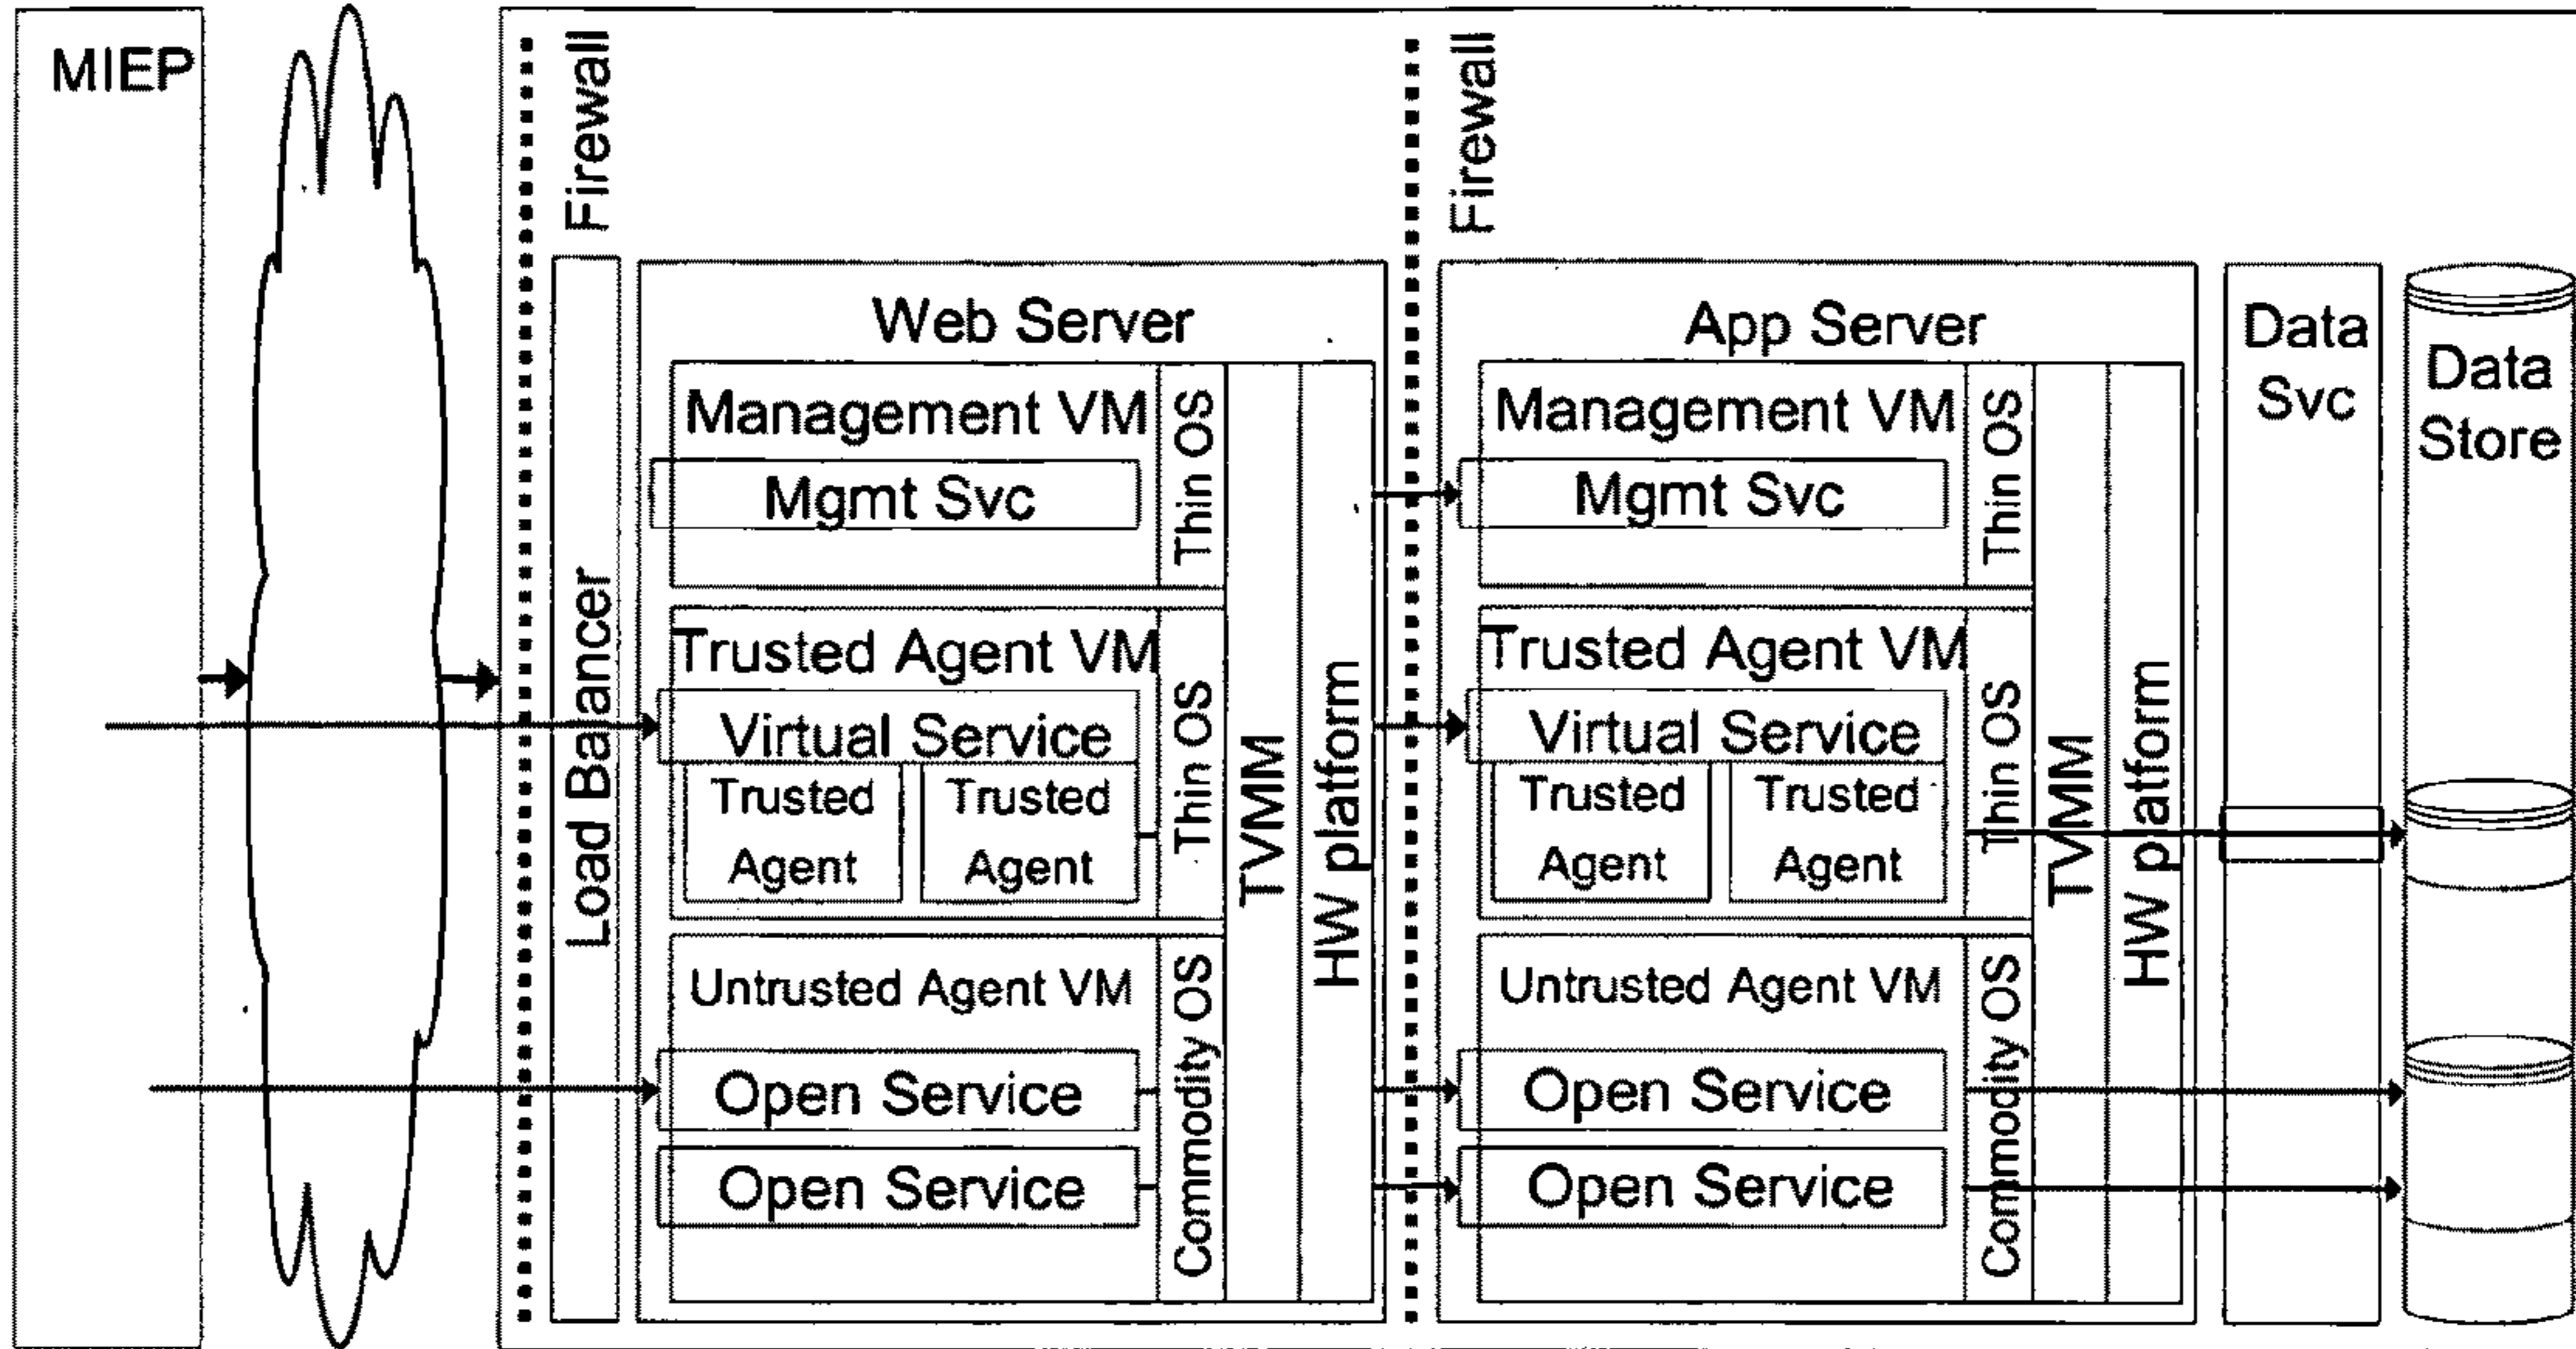 MIEP
Firewall
Load Balancer
Web Server
Management VM
Mgmt Svc
Thin OS
Trusted Agent VM
Virtual Service
Trusted
Agent
Trusted
Agent
Thin OS
Untrusted Agent VM
Open Service
Open Service
Commodity OS
TVMM
HW platform
Firewall
App Server
Management VM
Mgmt Svc
Thin OS
Trusted Agent VM
Virtual Service
Trusted
Agent
Trusted
Agent
Thin OS
Untrusted Agent VM
Open Service
Open Service
Commodity OS
TVMM
HW platform
Data
Svc
Data
Store